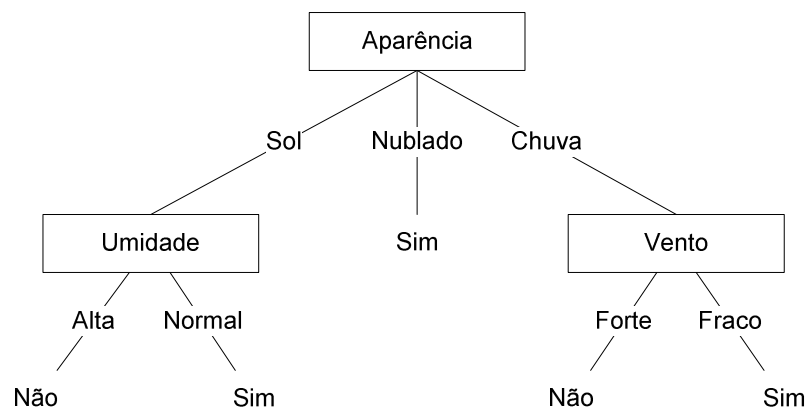 Aparência
Sol Nublado Chuva
Umidade Sim Vento
Alta Normal Forte Fraco
Não Sim Não Sim